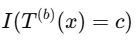 I(T^{(b)}(x) = c)